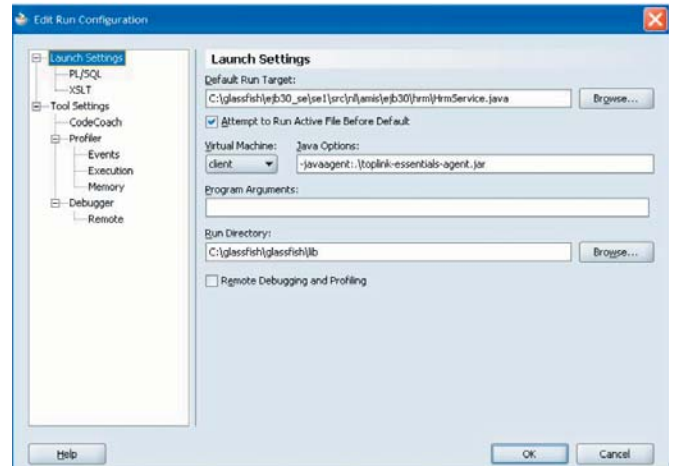 Edit Run Configuration
Launch Settings
PL/SQL
XSLT
Tool Settings
CodeCoach
Profiler
Events
Execution
Memory
Debugger
Remote
Launch Settings
Default Run Target:
C:\glassfish\ejb30_se\se1\src\nl\amis\ejb30\hrm\HrmService.java
Browse...
Attempt to Run Active File Before Default
Virtual Machine: Java Options:
client -javaagent:.\toplink-essentials-agent.jar
Program Arguments:
Run Directory:
C:\glassfish\glassfish\lib
Browse...
Remote Debugging and Profiling
Help OK Cancel